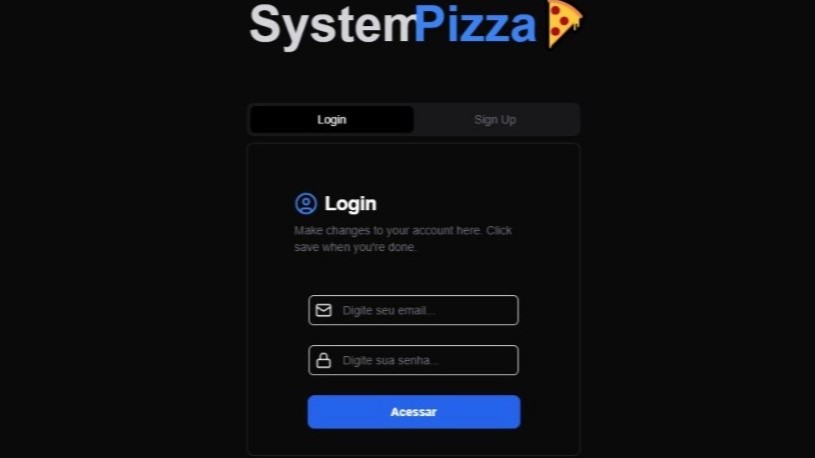 SystemPizza
Login Sign Up
Login
Make changes to your account here. Click
save when you're done.
Digite seu email...
Digite sua senha...
Acessar